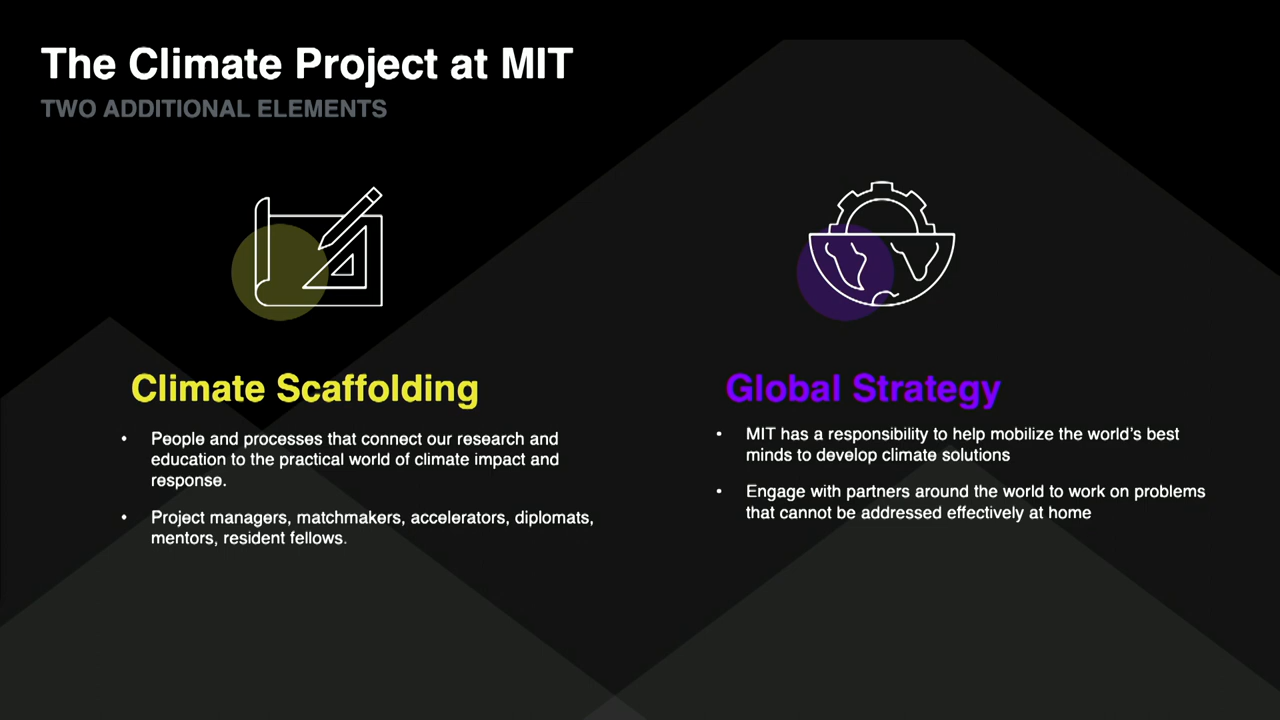 The Climate Project at MIT
TWO ADDITIONAL ELEMENTS
Climate Scaffolding
• People and processes that connect our research and
education to the practical world of climate impact and
response.
• Project managers, matchmakers, accelerators, diplomats,
mentors, resident fellows.
Global Strategy
• MIT has a responsibility to help mobilize the world’s best
minds to develop climate solutions
• Engage with partners around the world to work on problems
that cannot be addressed effectively at home